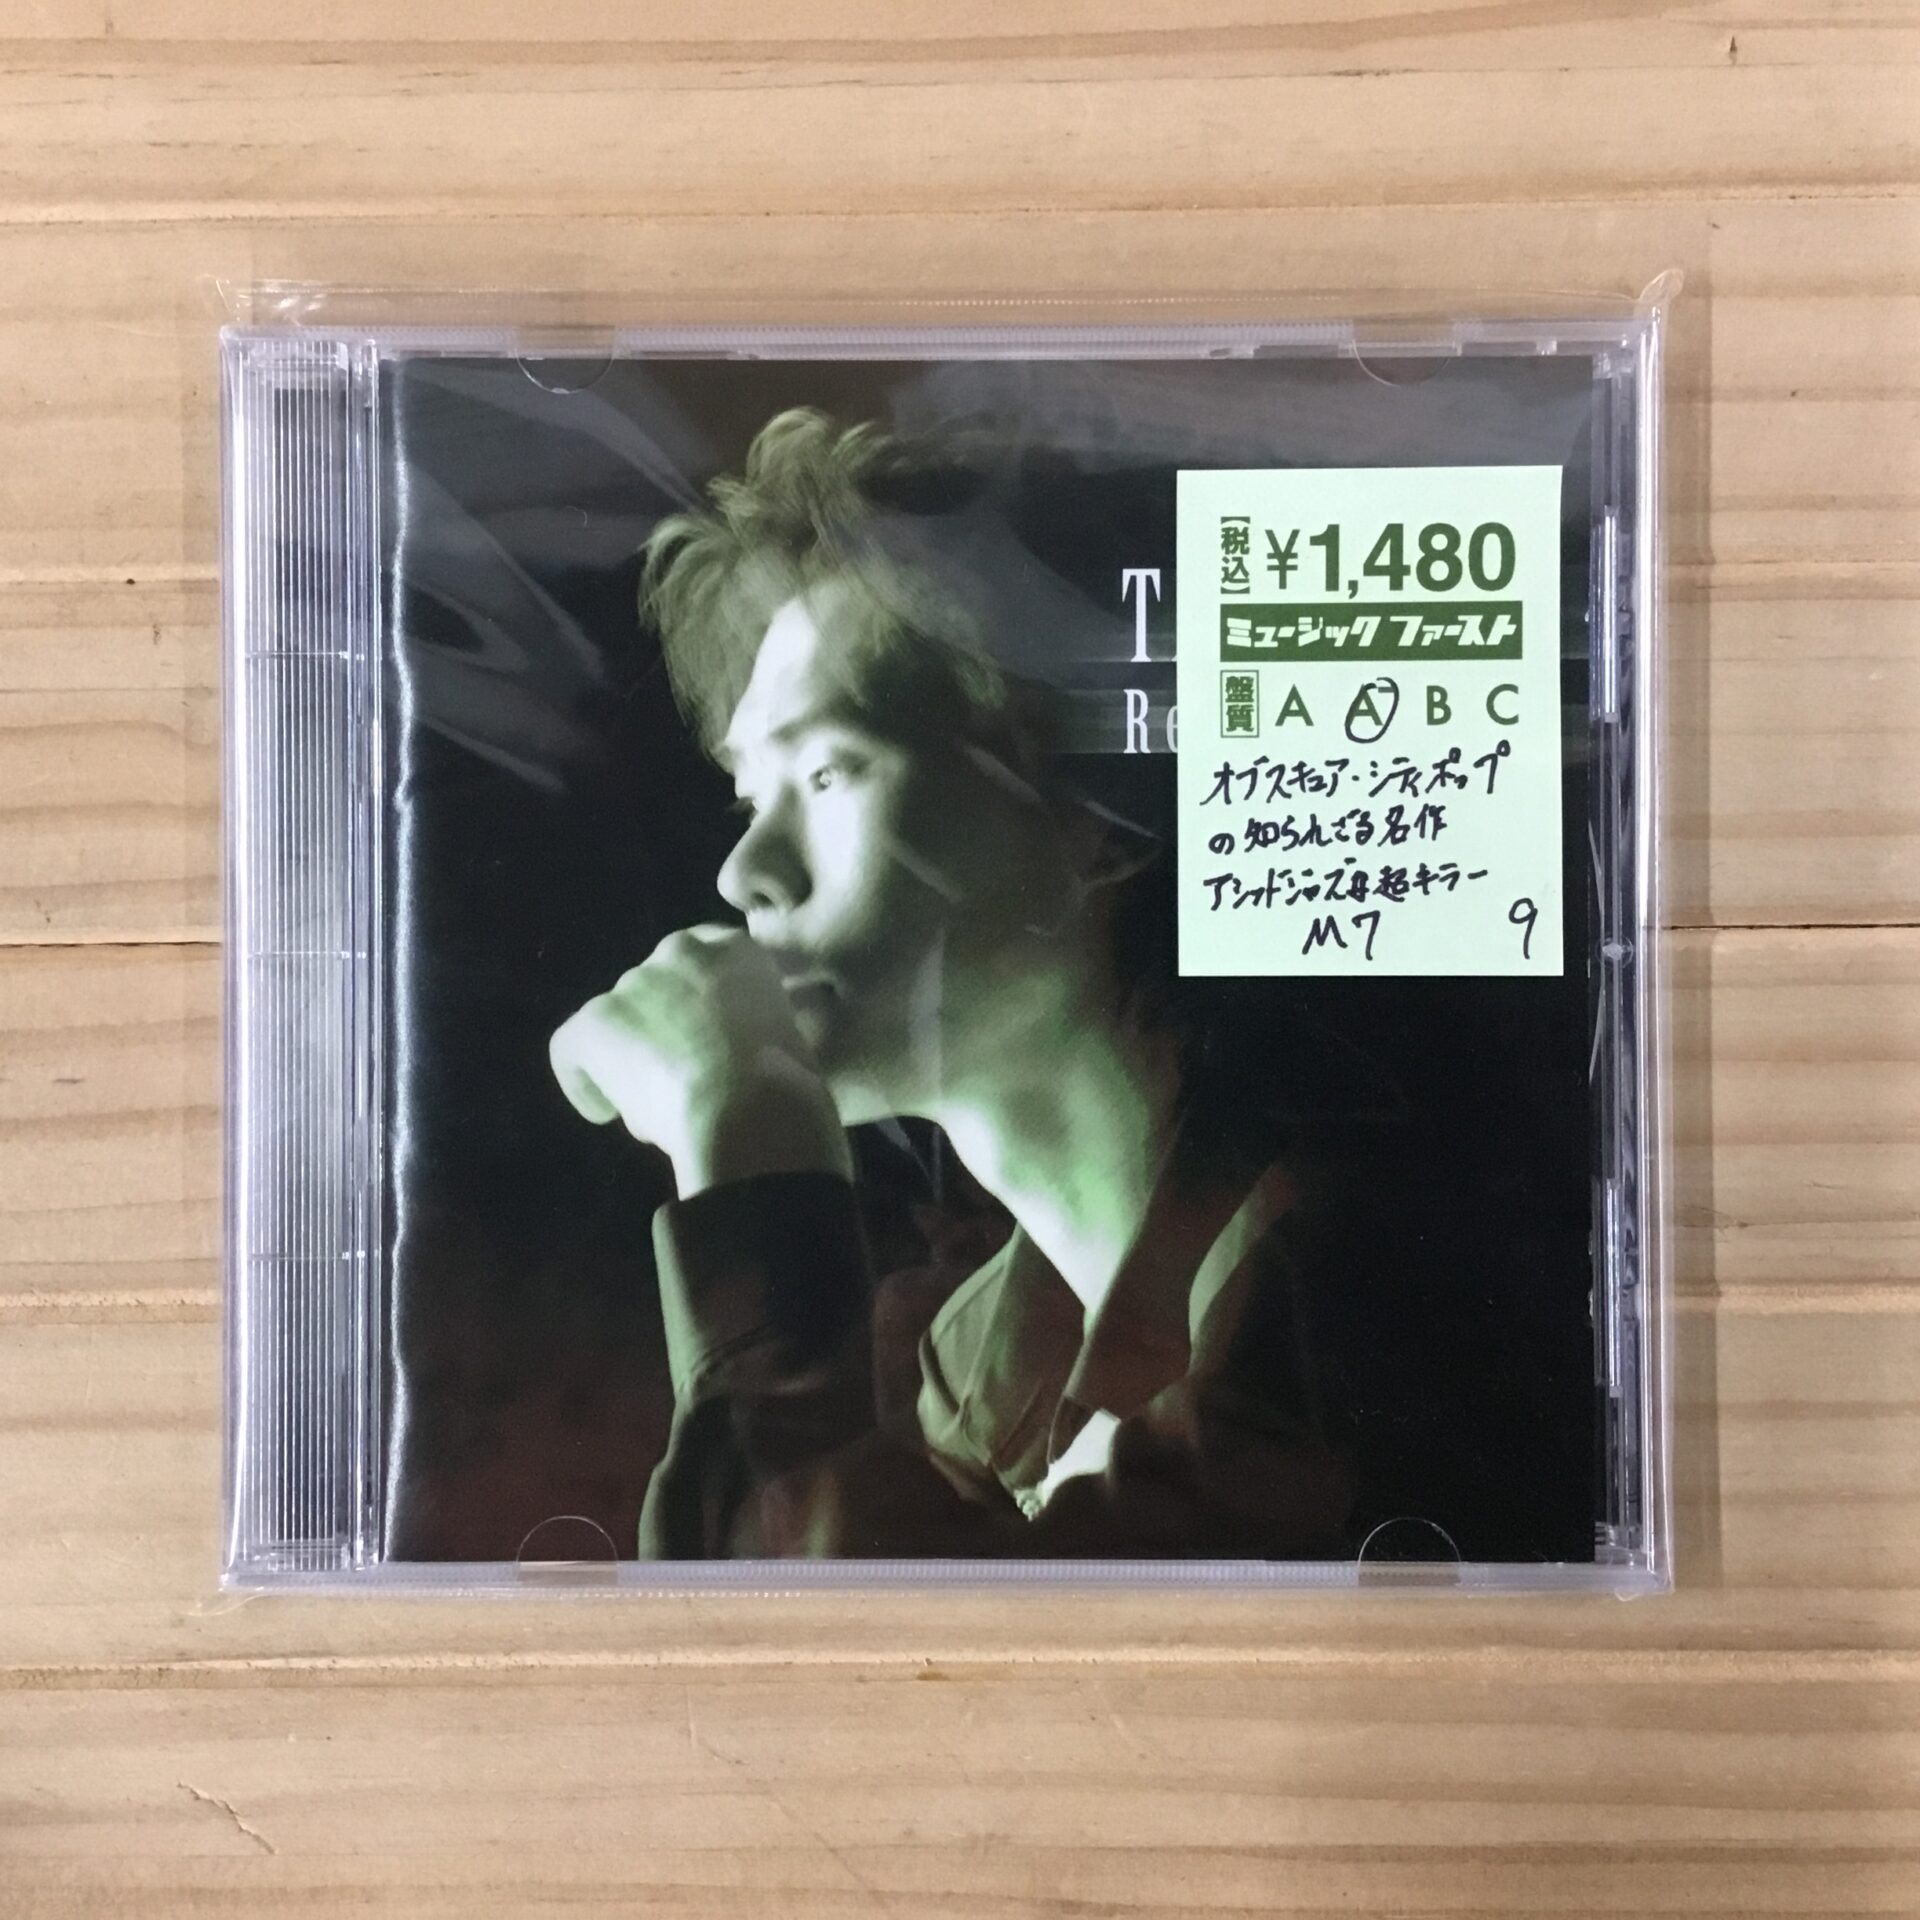 T
Re
【税込】 ¥1,480
ミュージック ファースト
盤質 A A⁻ B C
オブスキュア・シティポップ
の知られざる名作
アシッドジャズ超キラー
M7 9